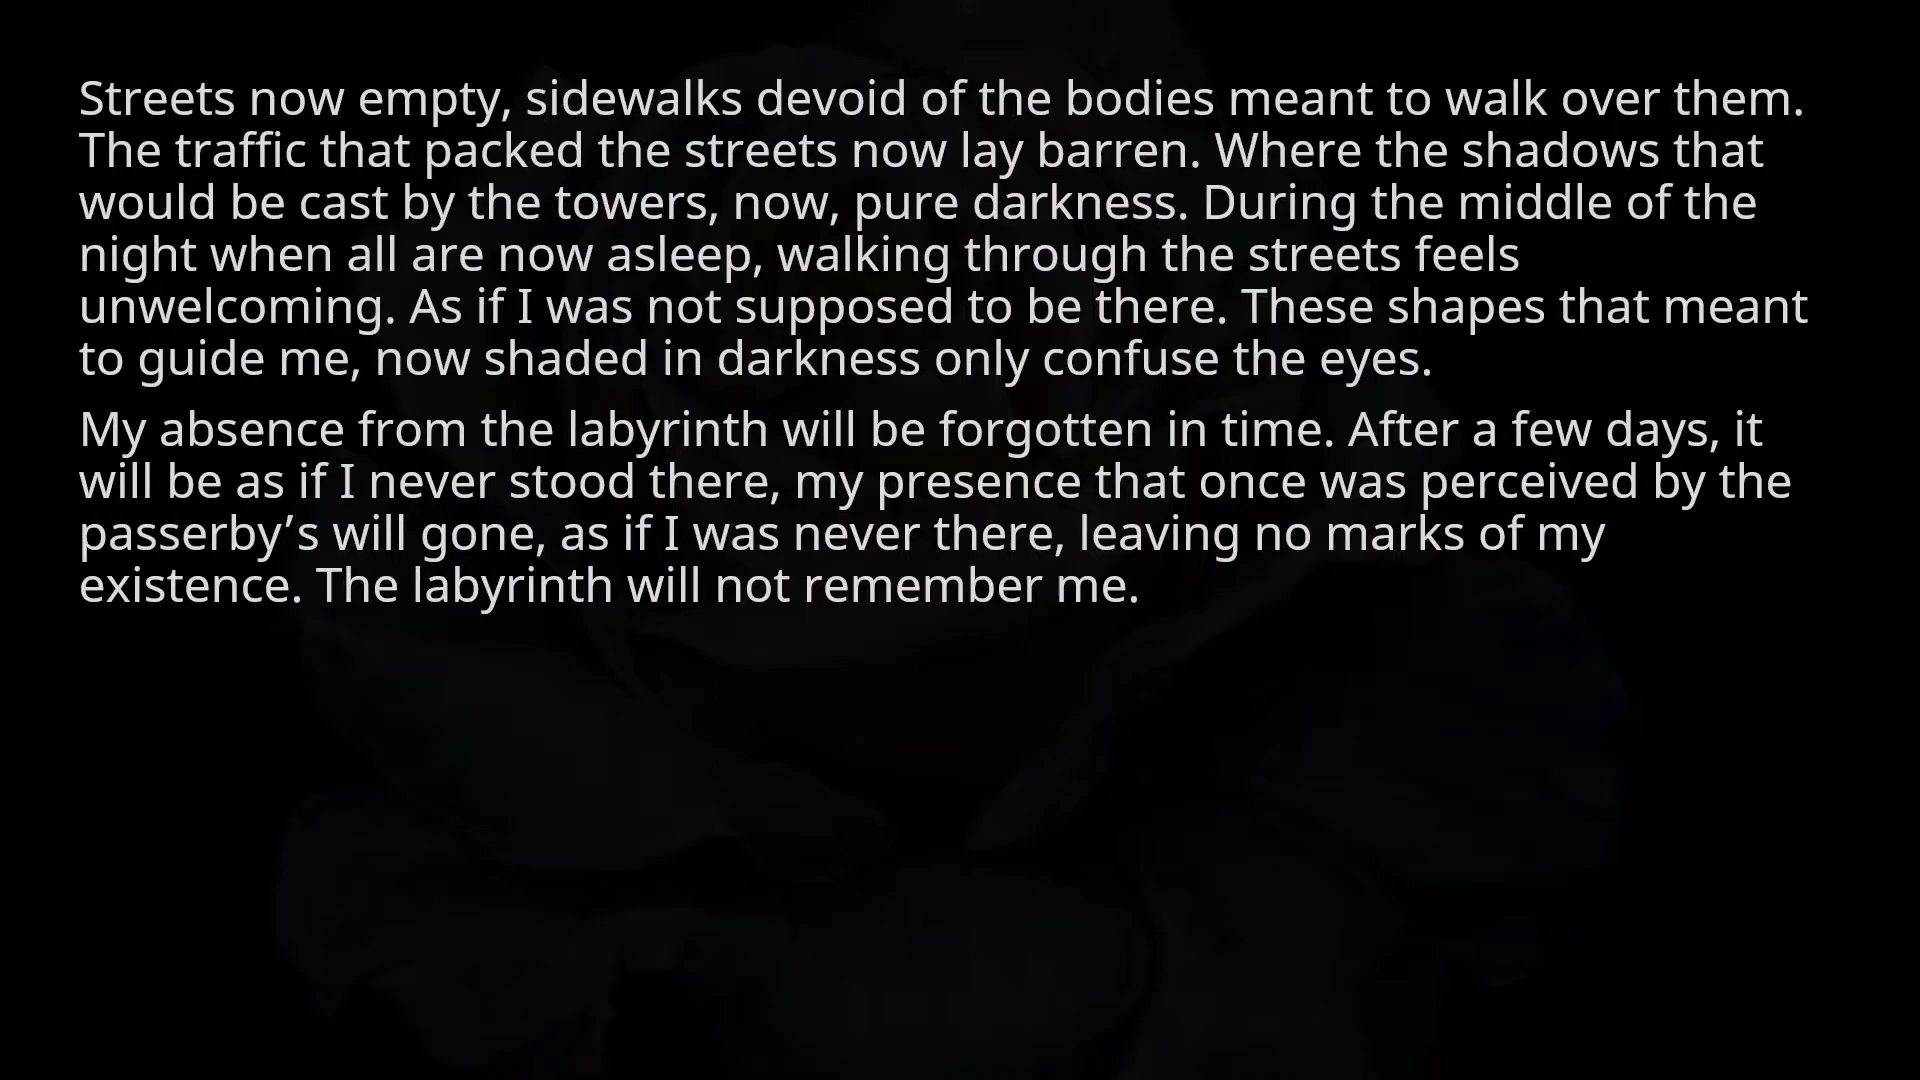 Streets now empty, sidewalks devoid of the bodies meant to walk over them.
The traffic that packed the streets now lay barren. Where the shadows that
would be cast by the towers, now, pure darkness. During the middle of the
night when all are now asleep, walking through the streets feels
unwelcoming. As if I was not supposed to be there. These shapes that meant
to guide me, now shaded in darkness only confuse the eyes.
My absence from the labyrinth will be forgotten in time. After a few days, it
will be as if I never stood there, my presence that once was perceived by the
passerby’s will gone, as if I was never there, leaving no marks of my
existence. The labyrinth will not remember me.